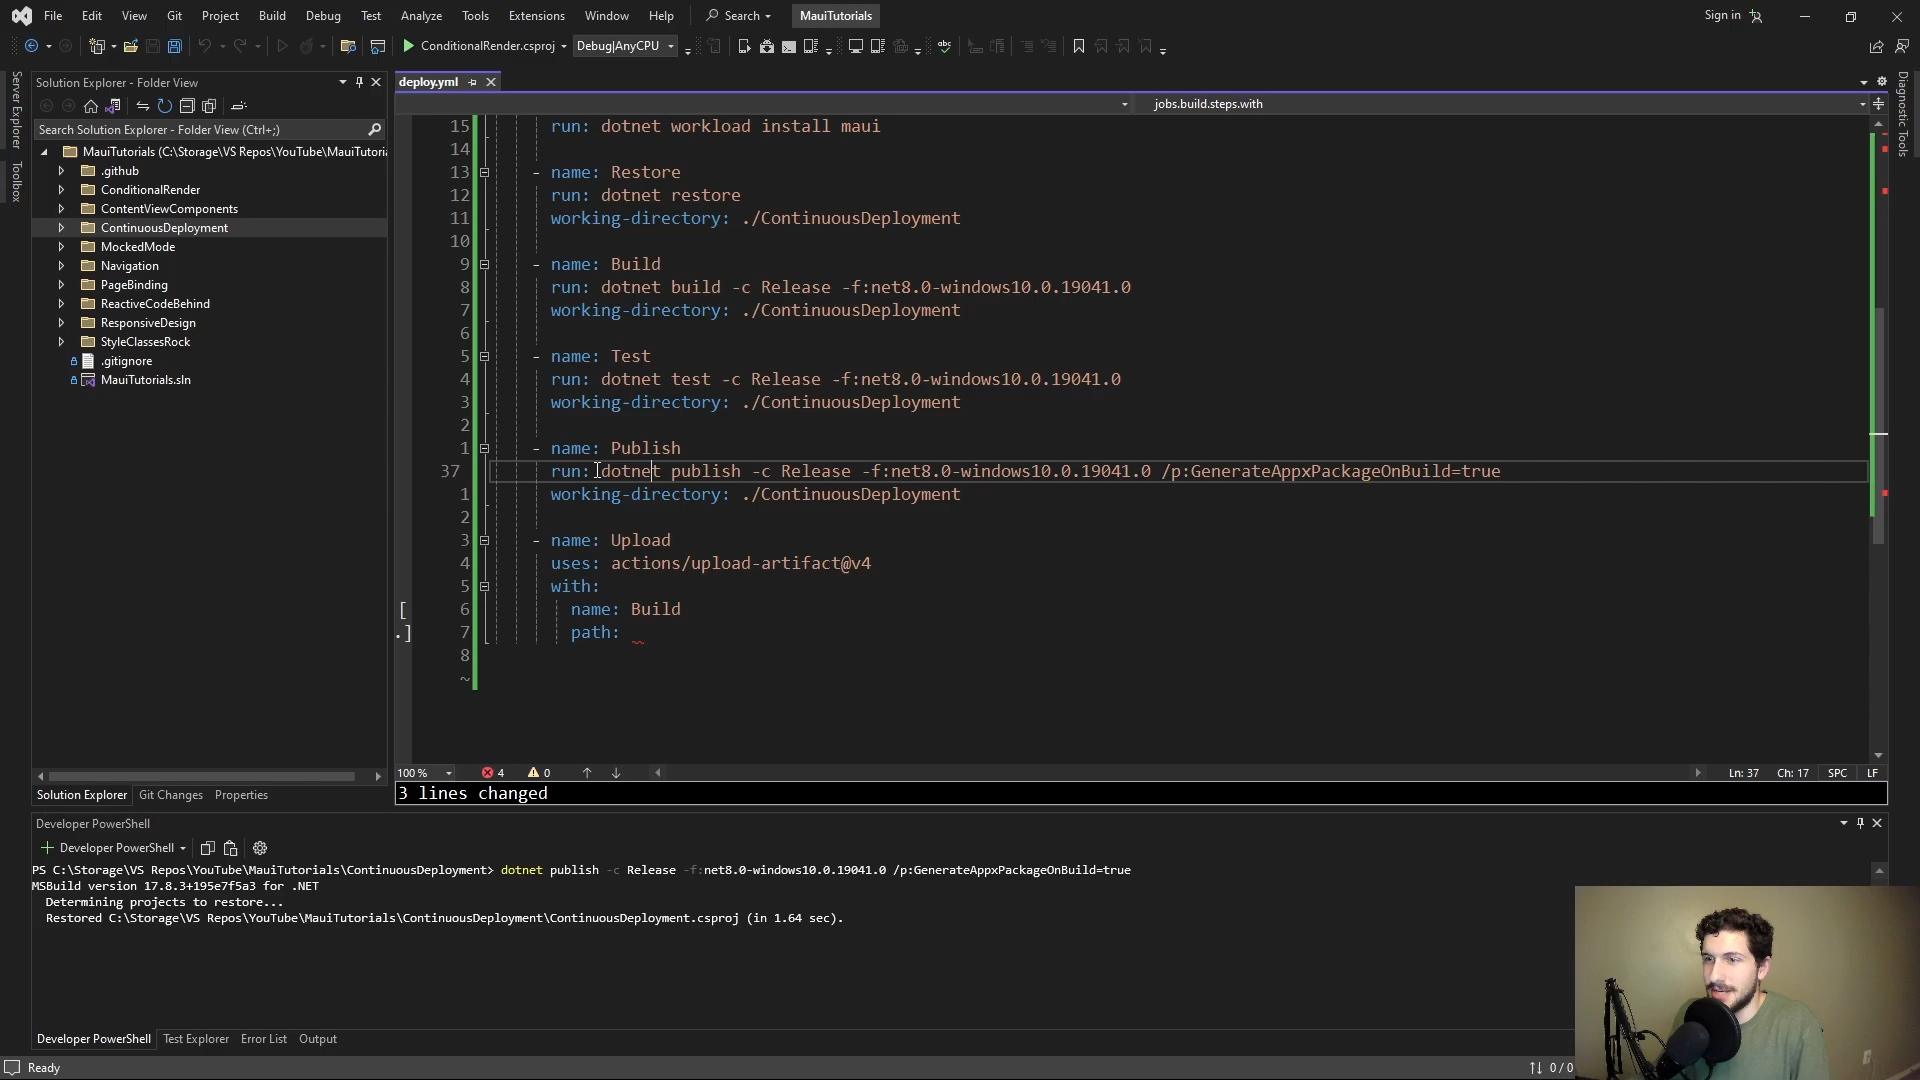 File Edit View Git Project Build Debug Test Analyze Tools Extensions Window Help Search MauiTutorials Sign in
ConditionalRender.csproj Debug|AnyCPU
Server Explorer
Toolbox
Diagnostic Tools
Solution Explorer - Folder View
Search Solution Explorer - Folder View (Ctrl+;)
MauiTutorials (C:\Storage\VS Repos\YouTube\MauiTutoria
.github
ConditionalRender
ContentViewComponents
ContinuousDeployment
MockedMode
Navigation
PageBinding
ReactiveCodeBehind
ResponsiveDesign
StyleClassesRock
.gitignore
MauiTutorials.sln
Solution Explorer Git Changes Properties
deploy.yml
jobs.build.steps.with
15 run: dotnet workload install maui
14
13 - name: Restore
12 run: dotnet restore
11 working-directory: ./ContinuousDeployment
10
9 - name: Build
8 run: dotnet build -c Release -f:net8.0-windows10.0.19041.0
7 working-directory: ./ContinuousDeployment
6
5 - name: Test
4 run: dotnet test -c Release -f:net8.0-windows10.0.19041.0
3 working-directory: ./ContinuousDeployment
2
1 - name: Publish
37 run: dotnet publish -c Release -f:net8.0-windows10.0.19041.0 /p:GenerateAppxPackageOnBuild=true
1 working-directory: ./ContinuousDeployment
2
3 - name: Upload
4 uses: actions/upload-artifact@v4
5 with:
[ 6 name: Build
.] 7 path:
8
~
100 % 4 0 Ln: 37 Ch: 17 SPC LF
3 lines changed
Developer PowerShell
Developer PowerShell
PS C:\Storage\VS Repos\YouTube\MauiTutorials\ContinuousDeployment> dotnet publish -c Release -f:net8.0-windows10.0.19041.0 /p:GenerateAppxPackageOnBuild=true
MSBuild version 17.8.3+195e7f5a3 for .NET
Determining projects to restore...
Restored C:\Storage\VS Repos\YouTube\MauiTutorials\ContinuousDeployment\ContinuousDeployment.csproj (in 1.64 sec).
Developer PowerShell Test Explorer Error List Output
Ready 0/0